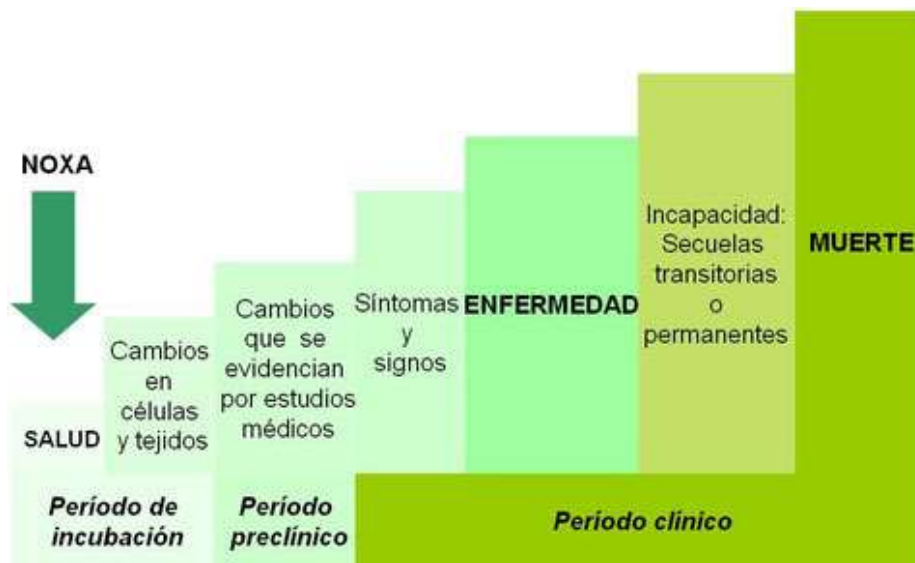 NOXA
SALUD
Cambios
en
células
y tejidos
Cambios
que se
evidencian
por estudios
médicos
Síntomas
y
signos
ENFERMEDAD
Incapacidad:
Secuelas
transitorias
o
permanentes
MUERTE
Período de
incubación
Período
preclínico
Período clínico